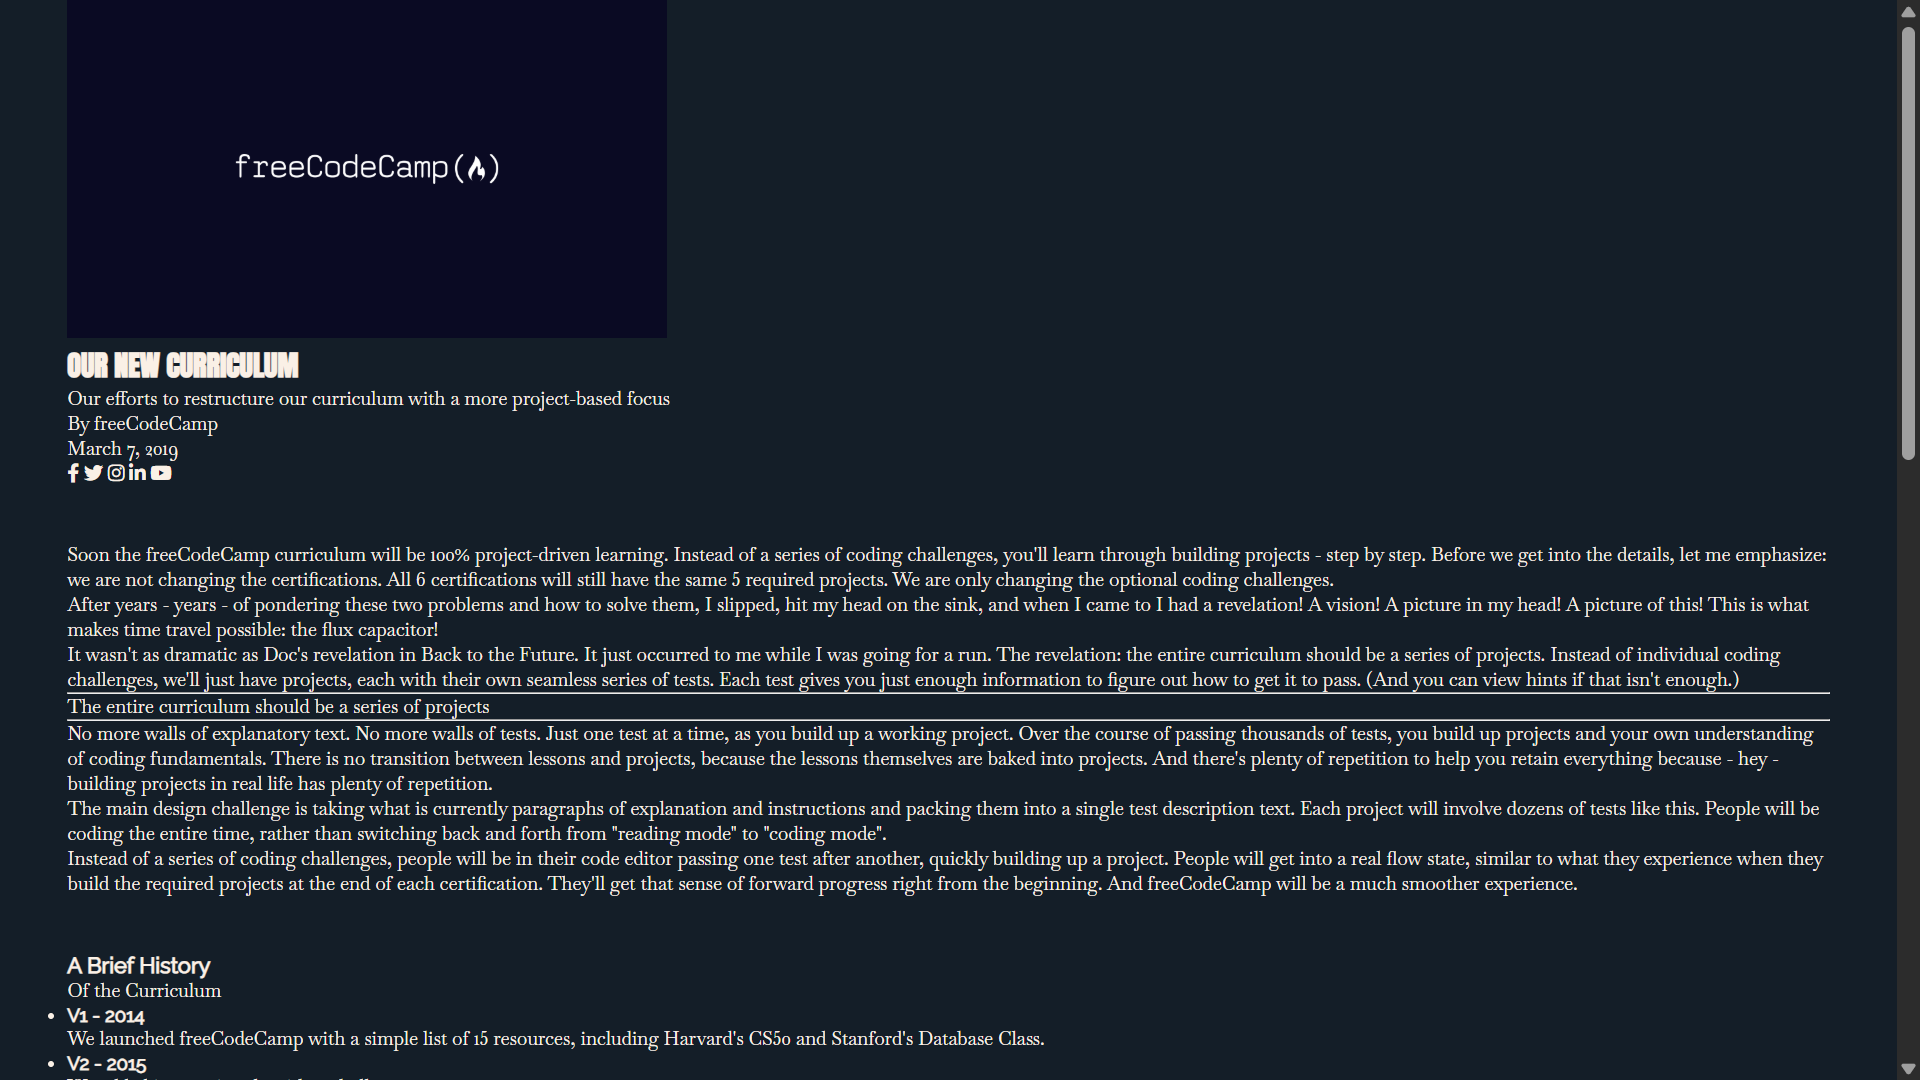 freeCodeCamp
OUR NEW CURRICULUM
Our efforts to restructure our curriculum with a more project-based focus
By freeCodeCamp
March 7, 2019
Soon the freeCodeCamp curriculum will be 100% project-driven learning. Instead of a series of coding challenges, you'll learn through building projects - step by step. Before we get into the details, let me emphasize:
we are not changing the certifications. All 6 certifications will still have the same 5 required projects. We are only changing the optional coding challenges.
After years - years - of pondering these two problems and how to solve them, I slipped, hit my head on the sink, and when I came to I had a revelation! A vision! A picture in my head! A picture of this! This is what
makes time travel possible: the flux capacitor!
It wasn't as dramatic as Doc's revelation in Back to the Future. It just occurred to me while I was going for a run. The revelation: the entire curriculum should be a series of projects. Instead of individual coding
challenges, we'll just have projects, each with their own seamless series of tests. Each test gives you just enough information to figure out how to get it to pass. (And you can view hints if that isn't enough.)
The entire curriculum should be a series of projects
No more walls of explanatory text. No more walls of tests. Just one test at a time, as you build up a working project. Over the course of passing thousands of tests, you build up projects and your own understanding
of coding fundamentals. There is no transition between lessons and projects, because the lessons themselves are baked into projects. And there's plenty of repetition to help you retain everything because - hey -
building projects in real life has plenty of repetition.
The main design challenge is taking what is currently paragraphs of explanation and instructions and packing them into a single test description text. Each project will involve dozens of tests like this. People will be
coding the entire time, rather than switching back and forth from "reading mode" to "coding mode".
Instead of a series of coding challenges, people will be in their code editor passing one test after another, quickly building up a project. People will get into a real flow state, similar to what they experience when they
build the required projects at the end of each certification. They'll get that sense of forward progress right from the beginning. And freeCodeCamp will be a much smoother experience.
A Brief History
Of the Curriculum
V1 - 2014
We launched freeCodeCamp with a simple list of 15 resources, including Harvard's CS50 and Stanford's Database Class.
V2 - 2015